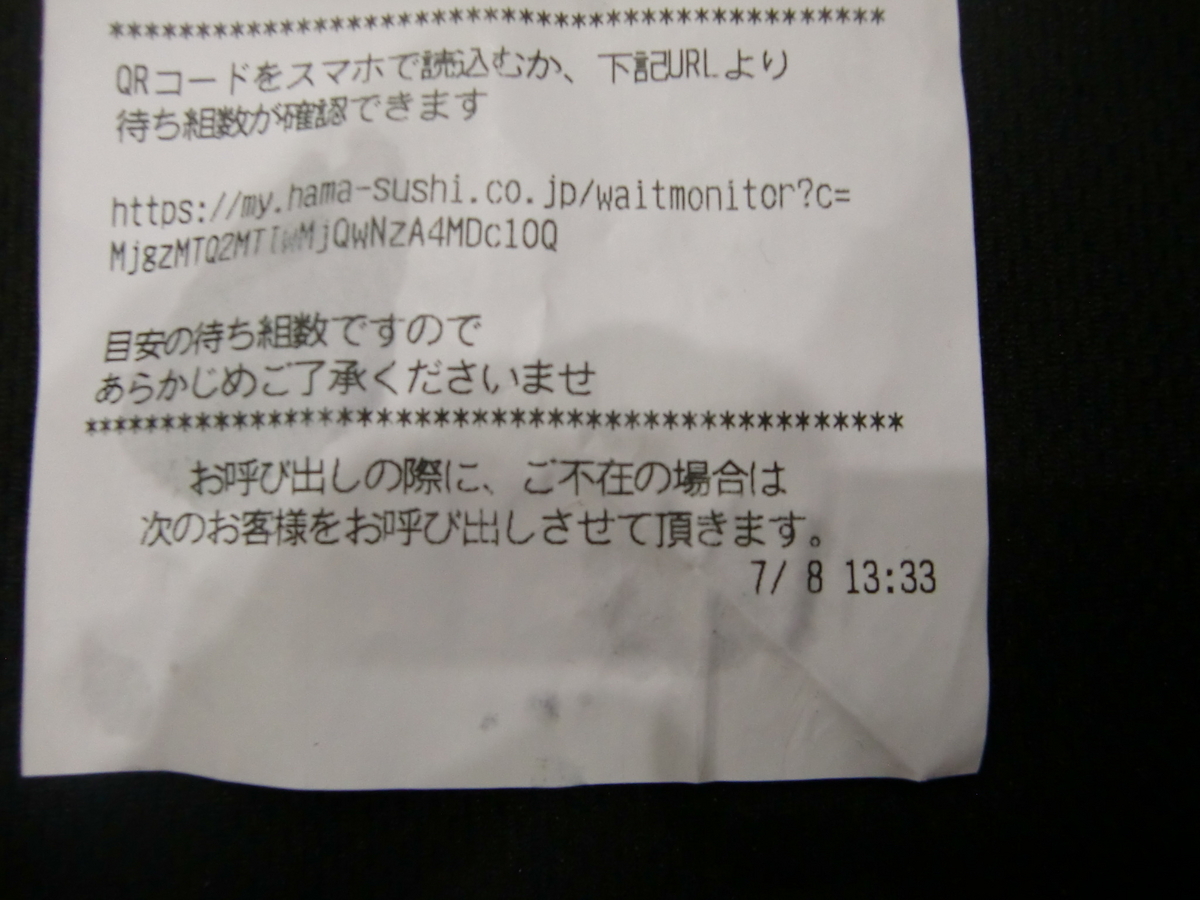 ******************************************
QRコードをスマホで読込むか、下記URLより
待ち組数が確認できます
https://my.hama-sushi.co.jp/waitmonitor?c=
MjgzMTQ2MTIwMjQwNzA4MDc10Q
目安の待ち組数ですので
あらかじめご了承くださいませ
******************************************
お呼び出しの際に、ご不在の場合は
次のお客様をお呼び出しさせて頂きます。
7/ 8 13:33